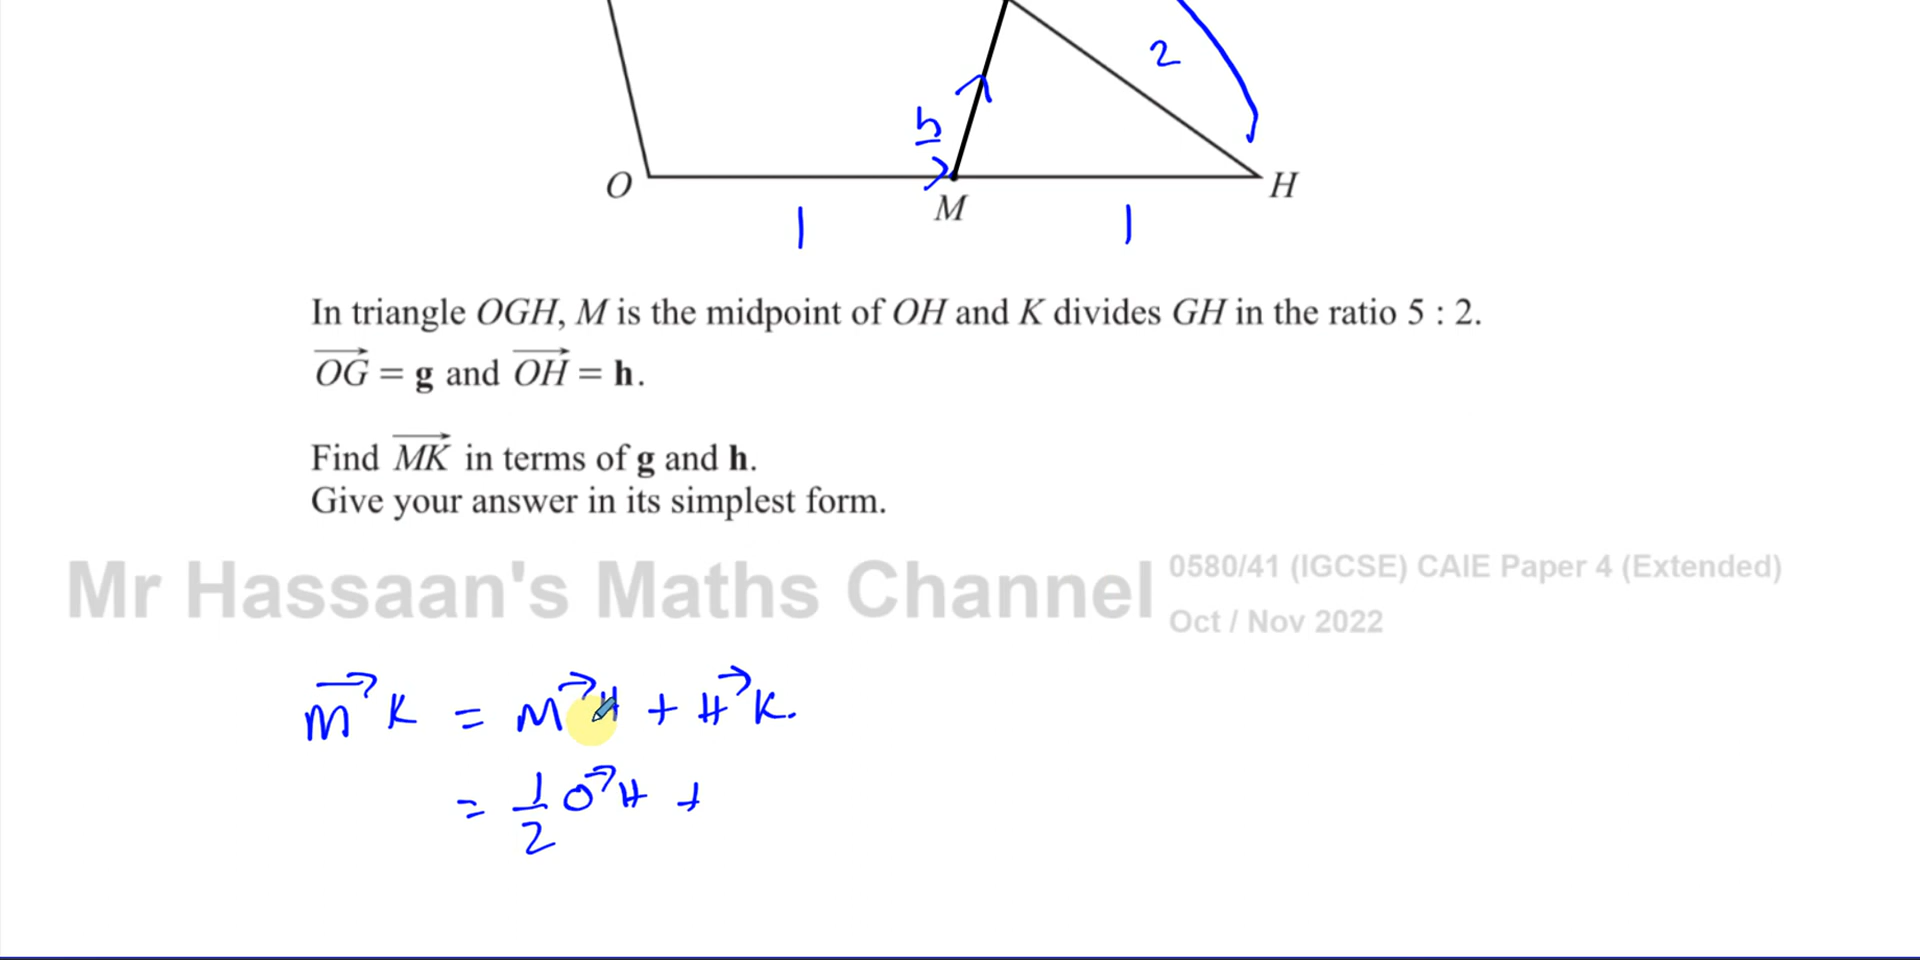 2
h
O
M
H
1
1
In triangle OGH, M is the midpoint of OH and K divides GH in the ratio 5 : 2.
OG = g and OH = h.
Find MK in terms of g and h.
Give your answer in its simplest form.
Mr Hassaan's Maths Channel
0580/41 (IGCSE) CAIE Paper 4 (Extended)
Oct / Nov 2022
MK = MH + HK.
= 1/2 OH +